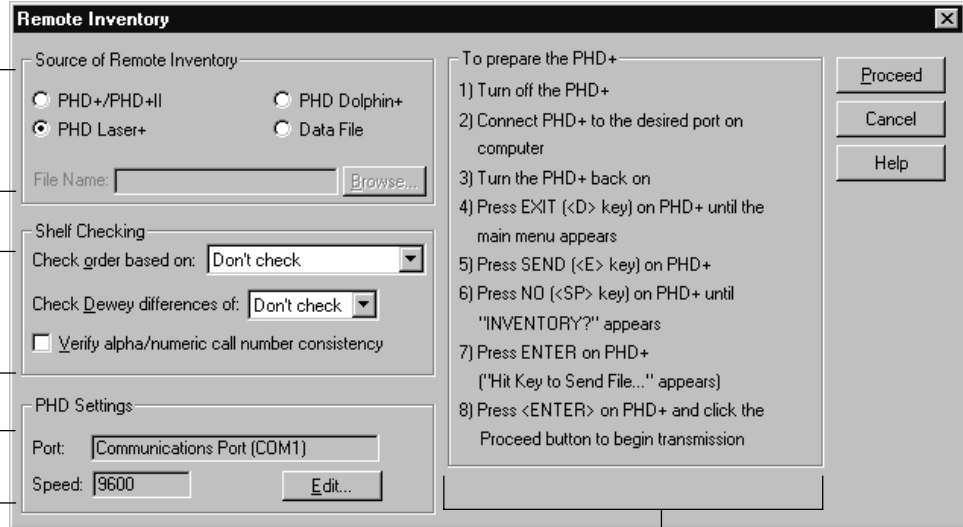 Remote Inventory
Source of Remote Inventory
PHD+/PHD+II
PHD Dolphin+
PHD Laser+
Data File
File Name:
Browse...
Shelf Checking
Check order based on: Don't check
Check Dewey differences of: Don't check
Verify alpha/numeric call number consistency
PHD Settings
Port: Communications Port (COM1)
Speed: 9600
Edit...
To prepare the PHD+
1) Turn off the PHD+
2) Connect PHD+ to the desired port on
computer
3) Turn the PHD+ back on
4) Press EXIT (<D> key) on PHD+ until the
main menu appears
5) Press SEND (<E> key) on PHD+
6) Press NO (<SP> key) on PHD+ until
"INVENTORY?" appears
7) Press ENTER on PHD+
("Hit Key to Send File..." appears)
8) Press <ENTER> on PHD+ and click the
Proceed button to begin transmission
Proceed
Cancel
Help